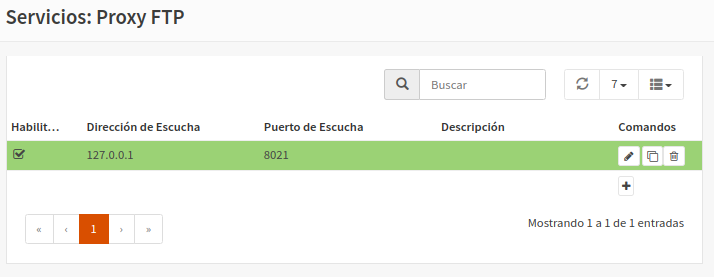 Servicios: Proxy FTP
Buscar
7
Habilit… Dirección de Escucha Puerto de Escucha Descripción Comandos
127.0.0.1 8021
« ‹ 1 › »
Mostrando 1 a 1 de 1 entradas